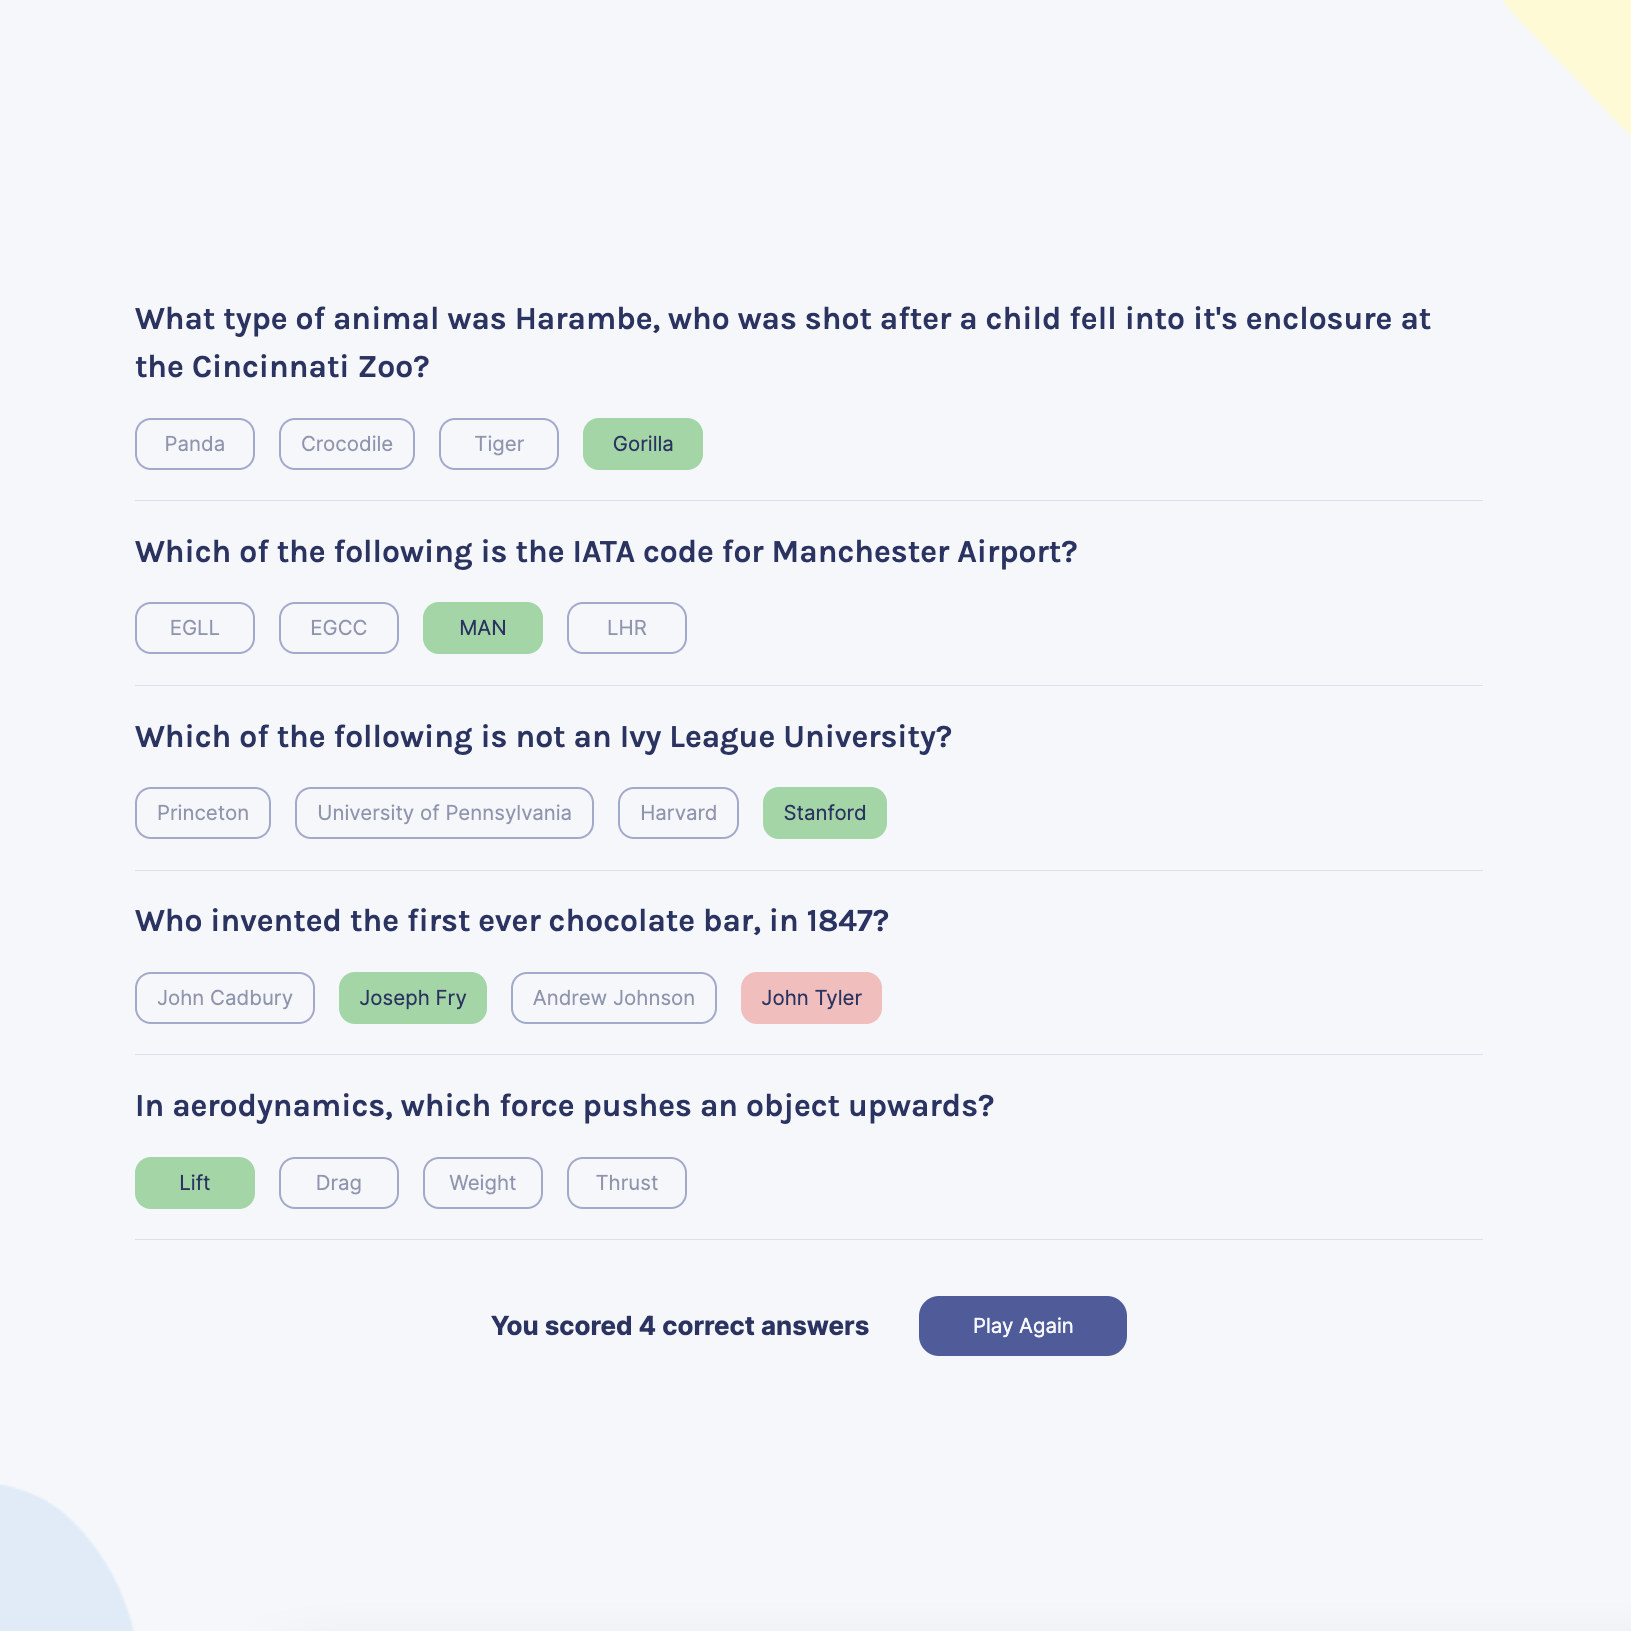 What type of animal was Harambe, who was shot after a child fell into it's enclosure at
the Cincinnati Zoo?
Panda Crocodile Tiger Gorilla
Which of the following is the IATA code for Manchester Airport?
EGLL EGCC MAN LHR
Which of the following is not an Ivy League University?
Princeton University of Pennsylvania Harvard Stanford
Who invented the first ever chocolate bar, in 1847?
John Cadbury Joseph Fry Andrew Johnson John Tyler
In aerodynamics, which force pushes an object upwards?
Lift Drag Weight Thrust
You scored 4 correct answers Play Again